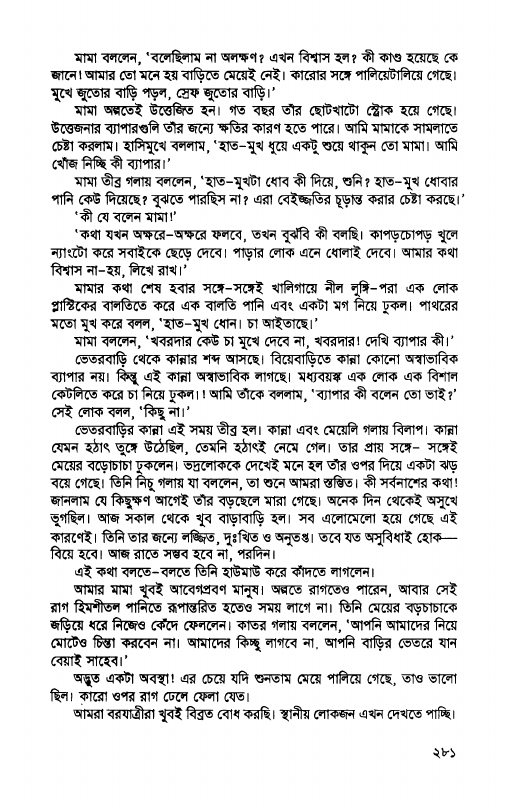 মামা বললেন, ‘বলেছিলাম না অলক্ষণ? এখন বিশ্বাস হল? কী কাণ্ড হয়েছে কে
জানে! আমার তো মনে হয় বাড়িতে মেয়েই নেই। কারোর সঙ্গে পালিয়েটালিয়ে গেছে।
মুখে জুতোর বাড়ি পড়ল, স্রেফ জুতোর বাড়ি।’
মামা অল্পতেই উত্তেজিত হন। গত বছর তাঁর ছোটখাটো স্ট্রোক হয়ে গেছে।
উত্তেজনার ব্যাপারগুলি তাঁর জন্যে ক্ষতির কারণ হতে পারে। আমি মামাকে সামলাতে
চেষ্টা করলাম। হাসিমুখে বললাম, ‘হাত–মুখ ধুয়ে একটু শুয়ে থাকুন তো মামা। আমি
খোঁজ নিচ্ছি কী ব্যাপার।’
মামা তীব্র গলায় বললেন, ‘হাত–মুখটা ধোব কী দিয়ে, শুনি? হাত–মুখ ধোবার
পানি কেউ দিয়েছে? বুঝতে পারছিস না? এরা বেইজ্জতির চূড়ান্ত করার চেষ্টা করছে।’
‘কী যে বলেন মামা!’
‘কথা যখন অক্ষরে–অক্ষরে ফলবে, তখন বুঝবি কী বলছি। কাপড়চোপড় খুলে
ন্যাংটো করে সবাইকে ছেড়ে দেবে। পাড়ার লোক এনে ধোলাই দেবে। আমার কথা
বিশ্বাস না–হয়, লিখে রাখ।’
মামার কথা শেষ হবার সঙ্গে–সঙ্গেই খালিগায়ে নীল লুঙ্গি–পরা এক লোক
প্লাস্টিকের বালতিতে করে এক বালতি পানি এবং একটা মগ নিয়ে ঢুকল। পাথরের
মতো মুখ করে বলল, ‘হাত–মুখ ধোন। চা আইতাছে।’
মামা বললেন, ‘খবরদার কেউ চা মুখে দেবে না, খবরদার! দেখি ব্যাপার কী।’
ভেতরবাড়ি থেকে কান্নার শব্দ আসছে। বিয়েবাড়িতে কান্না কোনো অস্বাভাবিক
ব্যাপার নয়। কিন্তু এই কান্না অস্বাভাবিক লাগছে। মধ্যবয়স্ক এক লোক এক বিশাল
কেটলিতে করে চা নিয়ে ঢুকল।। আমি তাঁকে বললাম, ‘ব্যাপার কী বলেন তো ভাই?’
সেই লোক বলল, ‘কিছু না।’
ভেতরবাড়ির কান্না এই সময় তীব্র হল। কান্না এবং মেয়েলি গলায় বিলাপ। কান্না
যেমন হঠাৎ তুঙ্গে উঠেছিল, তেমনি হঠাৎই নেমে গেল। তার প্রায় সঙ্গে– সঙ্গেই
মেয়ের বড়োচাচা ঢুকলেন। ভদ্রলোককে দেখেই মনে হল তাঁর ওপর দিয়ে একটা ঝড়
বয়ে গেছে। তিনি নিচু গলায় যা বললেন, তা শুনে আমরা স্তম্ভিত। কী সর্বনাশের কথা!
জানলাম যে কিছুক্ষণ আগেই তাঁর বড়ছেলে মারা গেছে। অনেক দিন থেকেই অসুখে
ভুগছিল। আজ সকাল থেকে খুব বাড়াবাড়ি হল। সব এলোমেলো হয়ে গেছে এই
কারণেই। তিনি তার জন্যে লজ্জিত, দুঃখিত ও অনুতপ্ত। তবে যত অসুবিধাই হোক—
বিয়ে হবে। আজ রাতে সম্ভব হবে না, পরদিন।
এই কথা বলতে–বলতে তিনি হাউমাউ করে কাঁদতে লাগলেন।
আমার মামা খুবই আবেগপ্রবণ মানুষ। অল্পতে রাগতেও পারেন, আবার সেই
রাগ হিমশীতল পানিতে রূপান্তরিত হতেও সময় লাগে না। তিনি মেয়ের বড়চাচাকে
জড়িয়ে ধরে নিজেও কেঁদে ফেললেন। কাতর গলায় বললেন, ‘আপনি আমাদের নিয়ে
মোটেও চিন্তা করবেন না। আমাদের কিচ্ছু লাগবে না. আপনি বাড়ির ভেতরে যান
বেয়াই সাহেব।’
অদ্ভুত একটা অবস্থা! এর চেয়ে যদি শুনতাম মেয়ে পালিয়ে গেছে, তাও ভালো
ছিল। কারো ওপর রাগ ঢেলে ফেলা যেত।
আমরা বরযাত্রীরা খুবই বিব্রত বোধ করছি। স্থানীয় লোকজন এখন দেখতে পাচ্ছি।
২৮১